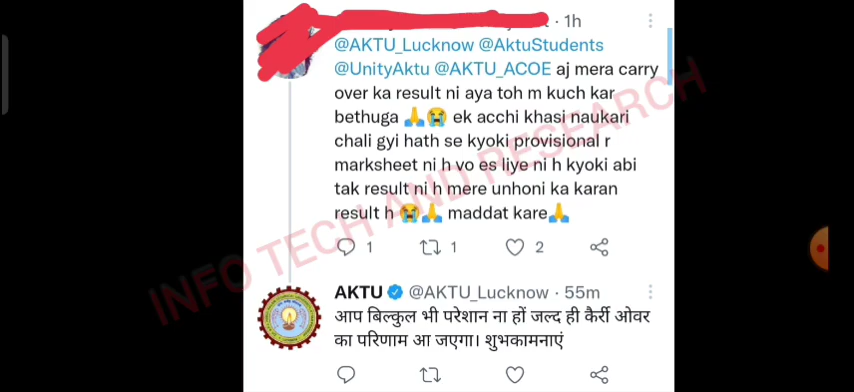 · 1h
@AKTU_Lucknow @AktuStudents
@UnityAktu @AKTU_ACOE aj mera carry
over ka result ni aya toh m kuch kar
bethuga 🙏😭 ek acchi khasi naukari
chali gyi hath se kyoki provisional r
marksheet ni h vo es liye ni h kyoki abi
tak result ni h mere unhoni ka karan
result h 😭🙏 maddat kare🙏
1 1 2
AKTU @AKTU_Lucknow · 55m
आप बिल्कुल भी परेशान ना हों जल्द ही कैर्री ओवर
का परिणाम आ जएगा। शुभकामनाएं
INFO TECH AND RESEARCH